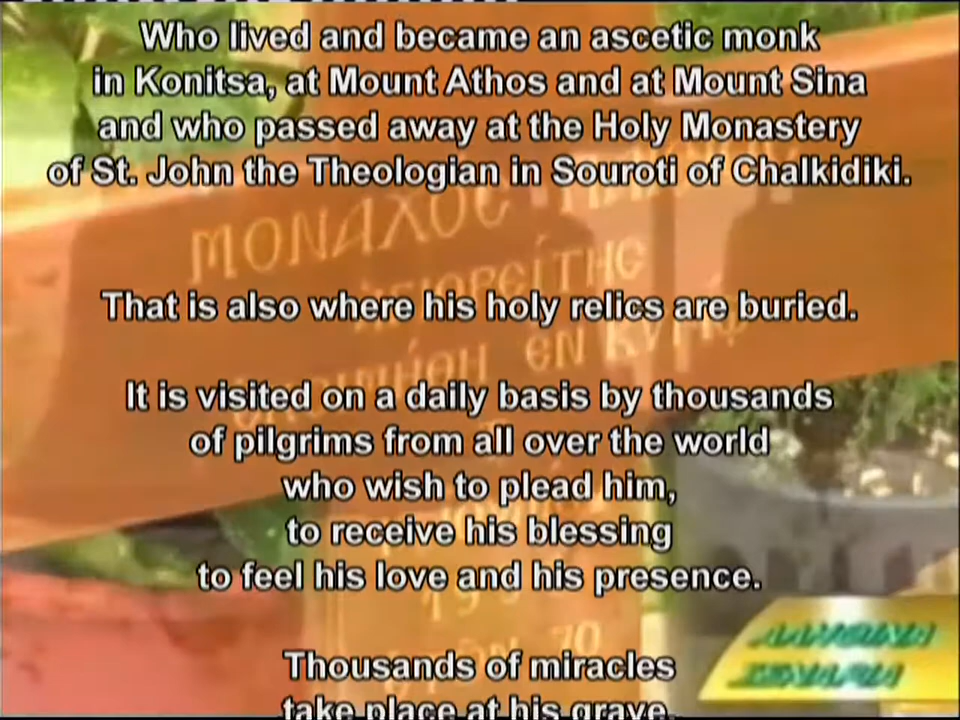 Who lived and became an ascetic monk
in Konitsa, at Mount Athos and at Mount Sina
and who passed away at the Holy Monastery
of St. John the Theologian in Souroti of Chalkidiki.
ΜΟΝΑΧΟС
That is also where his holy relics are buried.
ЄΝ
It is visited on a daily basis by thousands
of pilgrims from all over the world
who wish to plead him,
to receive his blessing
to feel his love and his presence.
70
Thousands of miracles
take place at his grave.